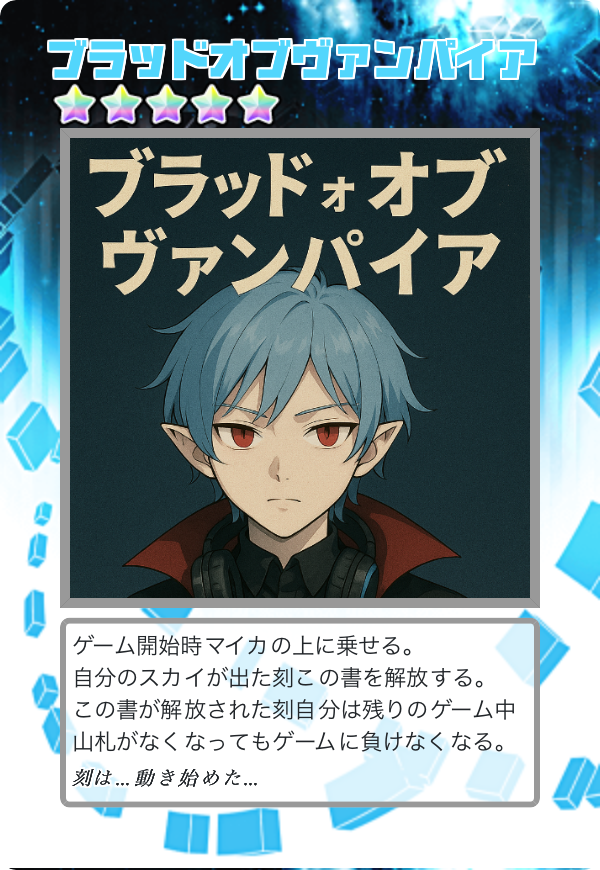 ブラッドオブヴァンパイア
ブラッドォオブ
ヴァンパイア
ゲーム開始時マイカの上に乗せる。
自分のスカイが出た刻この書を解放する。
この書が解放された刻自分は残りのゲーム中
山札がなくなってもゲームに負けなくなる。
刻は...動き始めた...